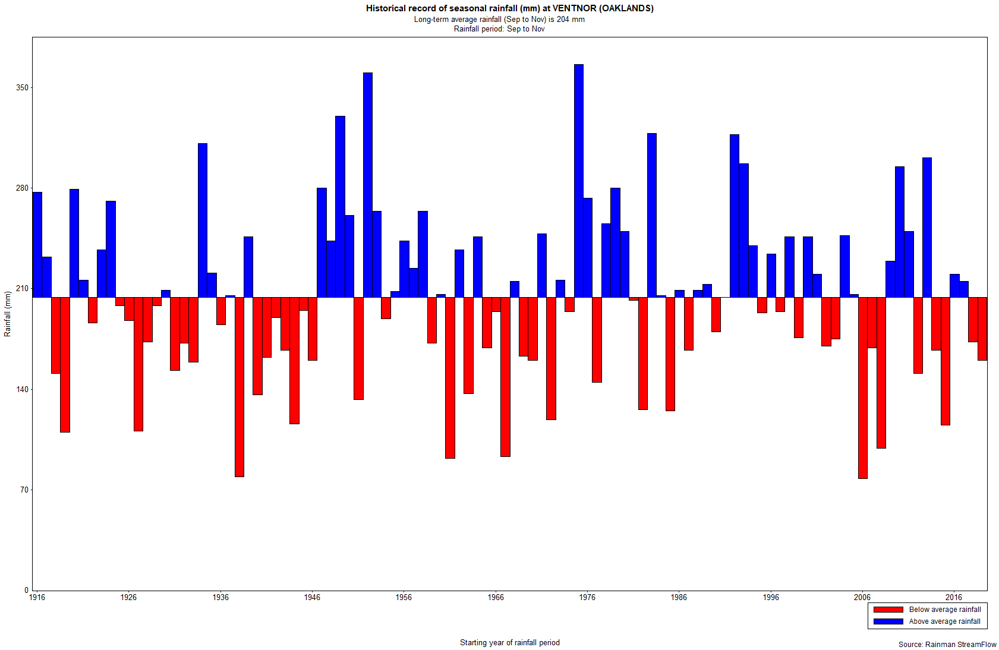 Historical record of seasonal rainfall (mm) at VENTNOR (OAKLANDS)
Long-term average rainfall (Sep to Nov) is 204 mm
Rainfall period: Sep to Nov
350
280
210
140
70
0
Rainfall (mm)
1916 1926 1936 1946 1956 1966 1976 1986 1996 2006 2016
Below average rainfall
Above average rainfall
Starting year of rainfall period
Source: Rainman StreamFlow